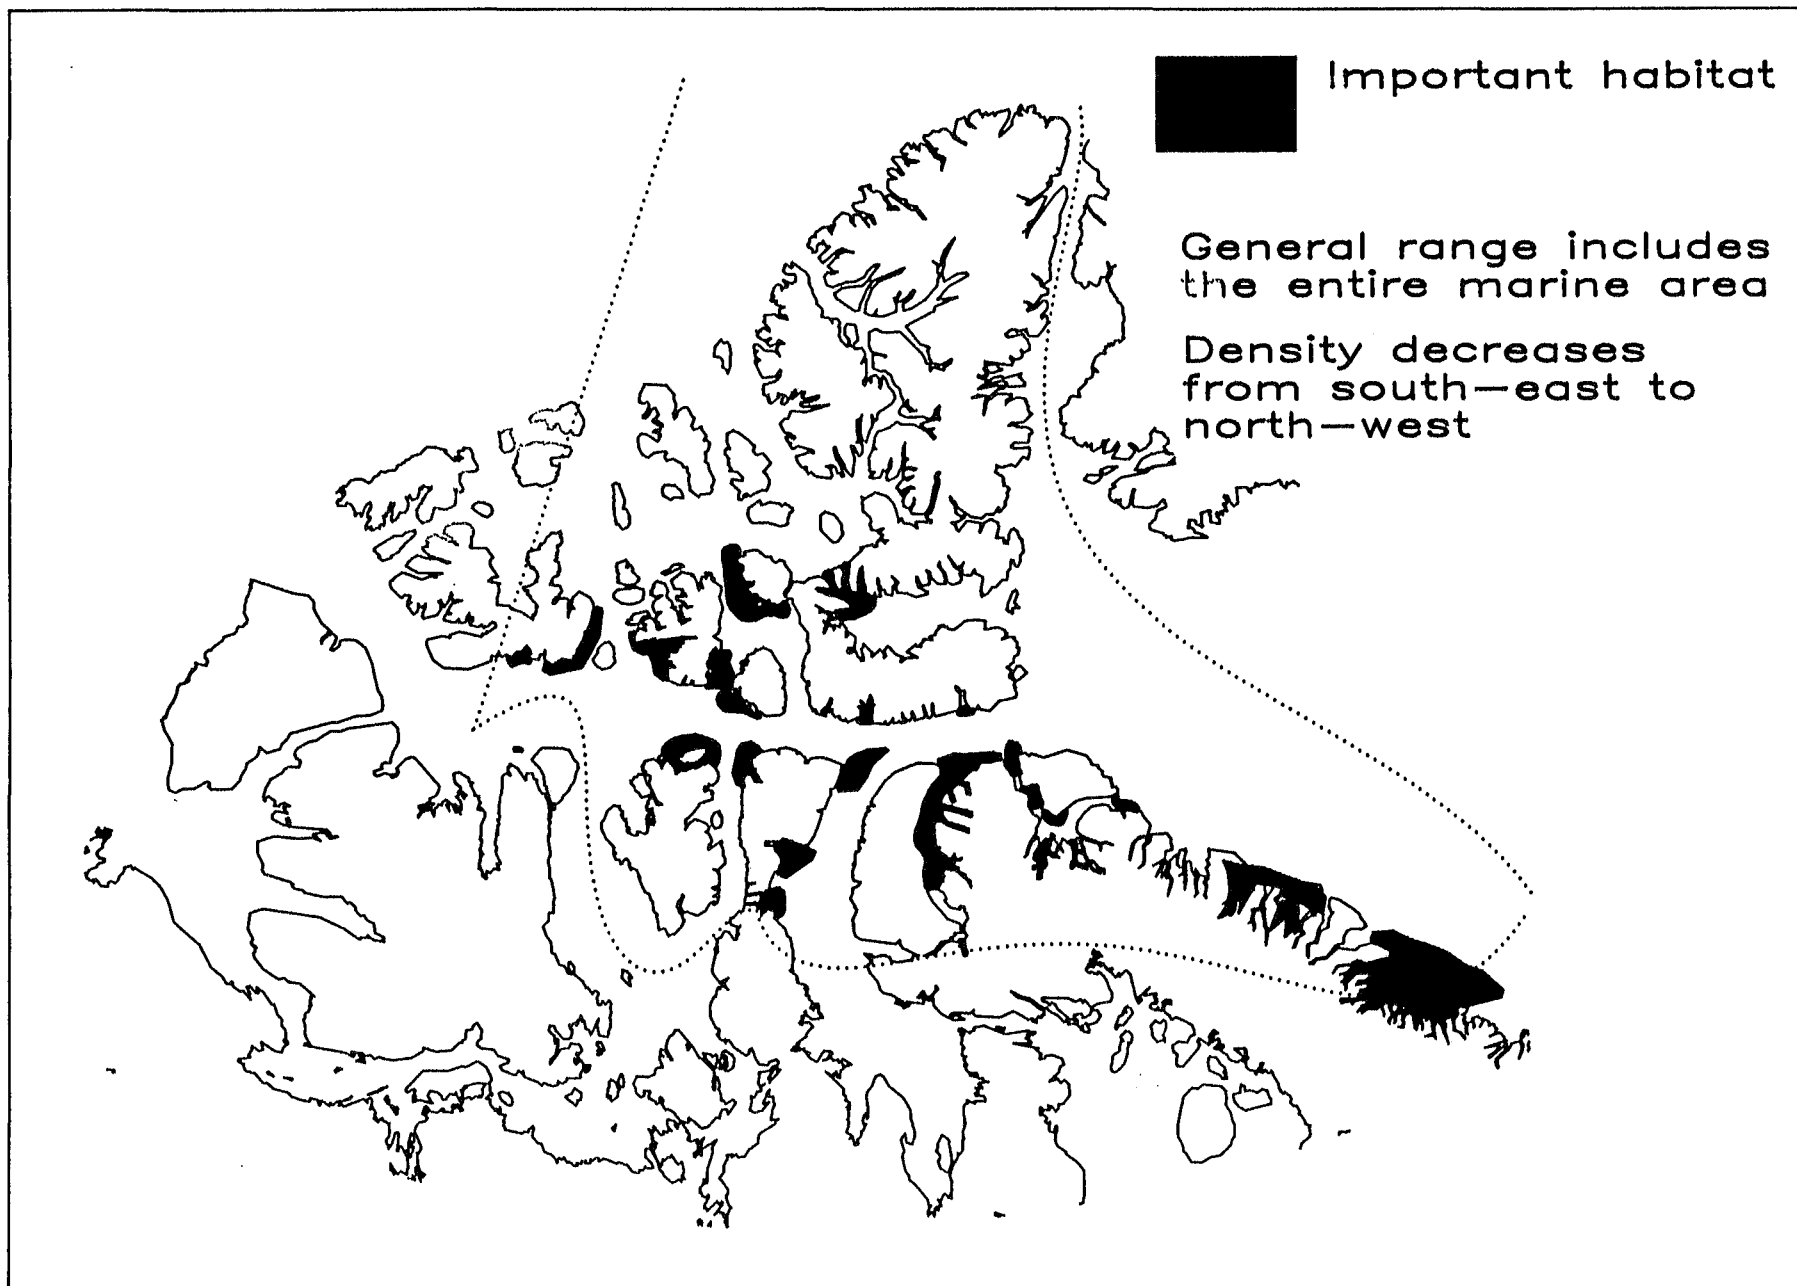 Important habitat
General range includes
the entire marine area
Density decreases
from south—east to
north—west